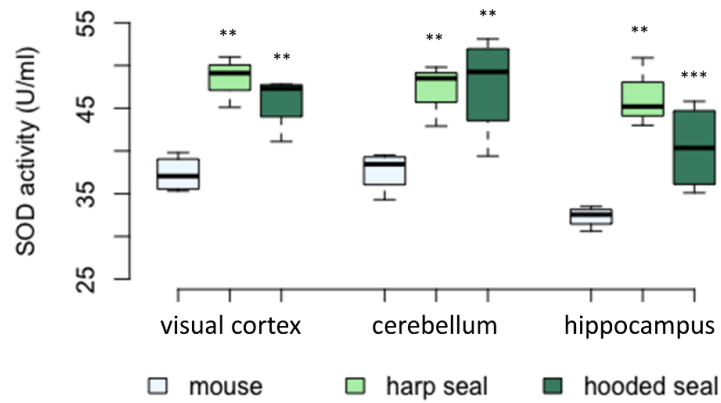 SOD activity (U/ml)
55
45
35
25
** ** ** ** ** ***
visual cortex cerebellum hippocampus
mouse harp seal hooded seal